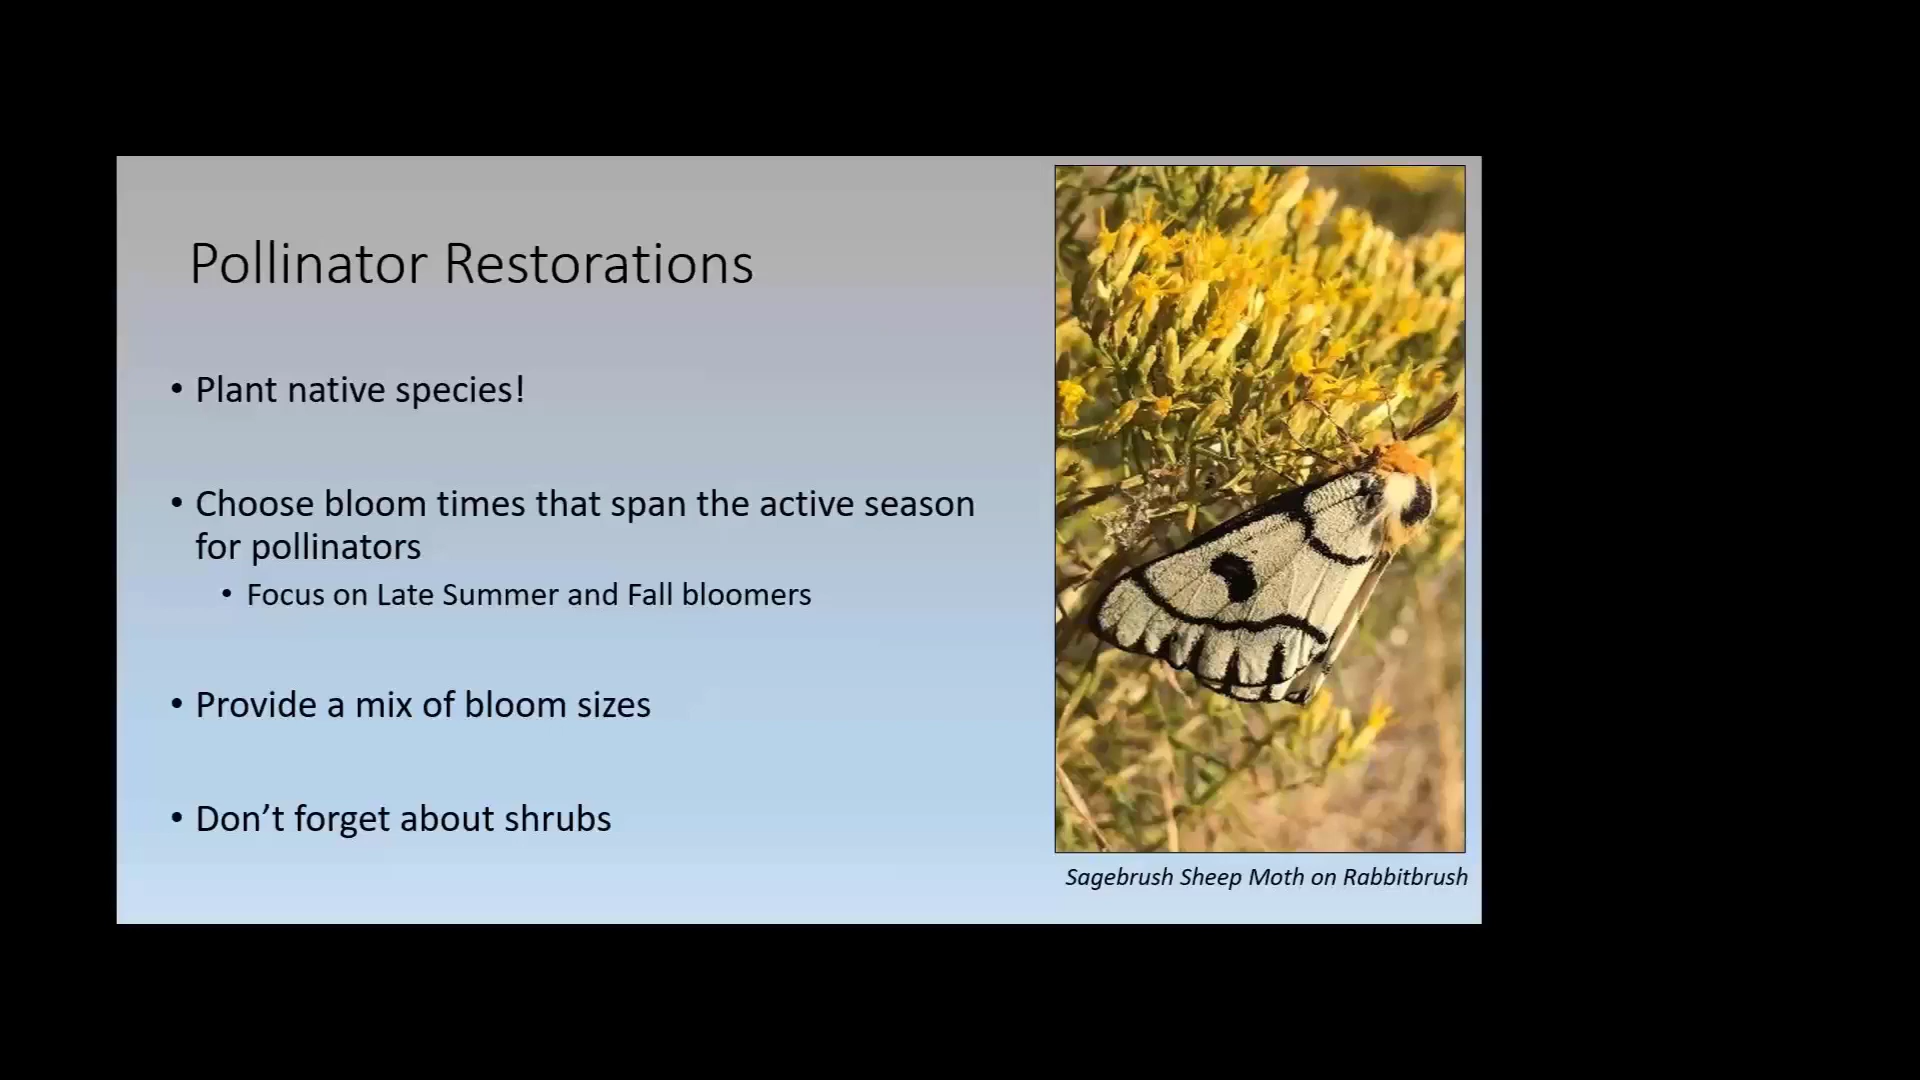 Pollinator Restorations
• Plant native species!
• Choose bloom times that span the active season
for pollinators
• Focus on Late Summer and Fall bloomers
• Provide a mix of bloom sizes
• Don’t forget about shrubs
Sagebrush Sheep Moth on Rabbitbrush